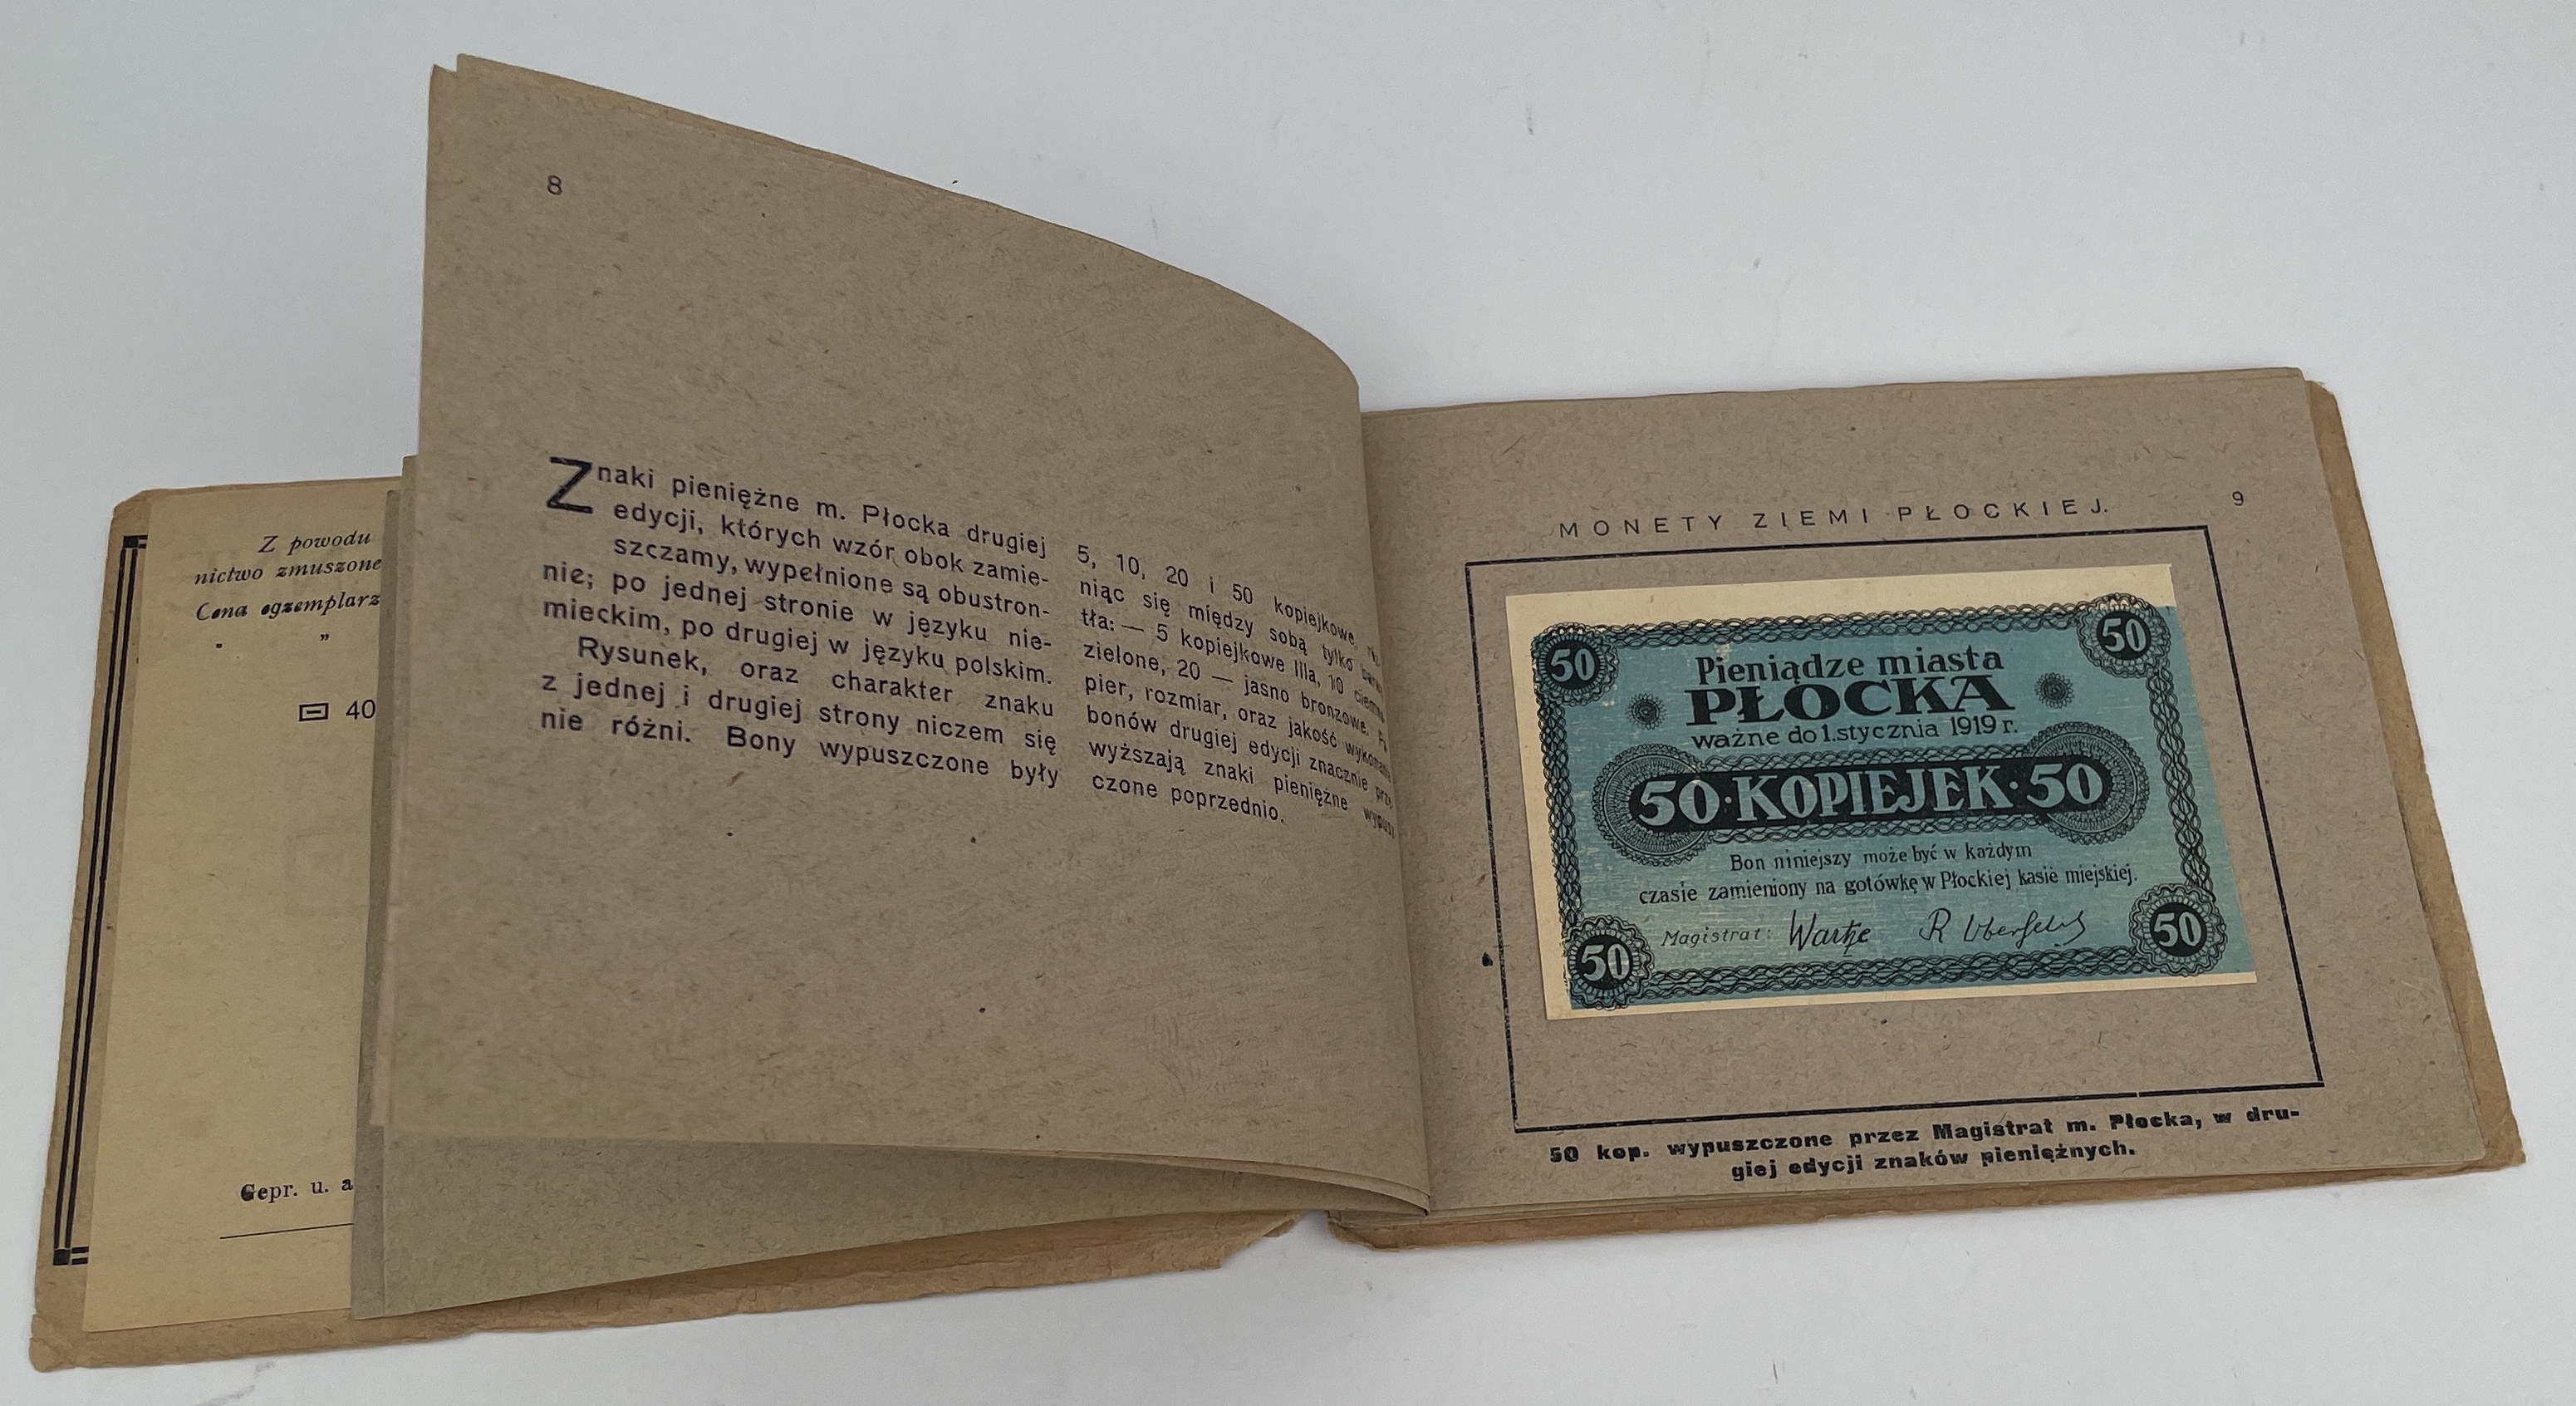 Z powodu
nictwo zmuszone
Cena egzemplarz
"
40
Gepr. u.
8
Znaki pieniężne m. Płocka drugiej
edycji, których wzór obok zamie-
szczamy, wypełnione są obustron-
nie; po jednej stronie w języku nie-
mieckim, po drugiej w języku polskim.
Rysunek, oraz charakter znaku
z jednej i drugiej strony niczem się
nie różni. Bony wypuszczone były
5, 10, 20 i 50 kopiejkowe,
niąc się między sobą tylko
tła: — 5 kopiejkowe lila, 10
zielone, 20 — jasno bronzowe.
pier, rozmiar, oraz jakość
bonów drugiej edycji znacznie
wyższają znaki pieniężne
czone poprzednio.
MONETY ZIEMI PŁOCKIEJ.
9
50
50
Pieniądze miasta
PŁOCKA
ważne do 1.stycznia 1919 r.
50·KOPIEJEK·50
Bon niniejszy może być w każdym
czasie zamieniony na gotówkę w Płockiej kasie miejskiej.
Magistrat:
50
50
50 kop. wypuszczone przez Magistrat m. Płocka, w dru-
giej edycji znaków pieniężnych.